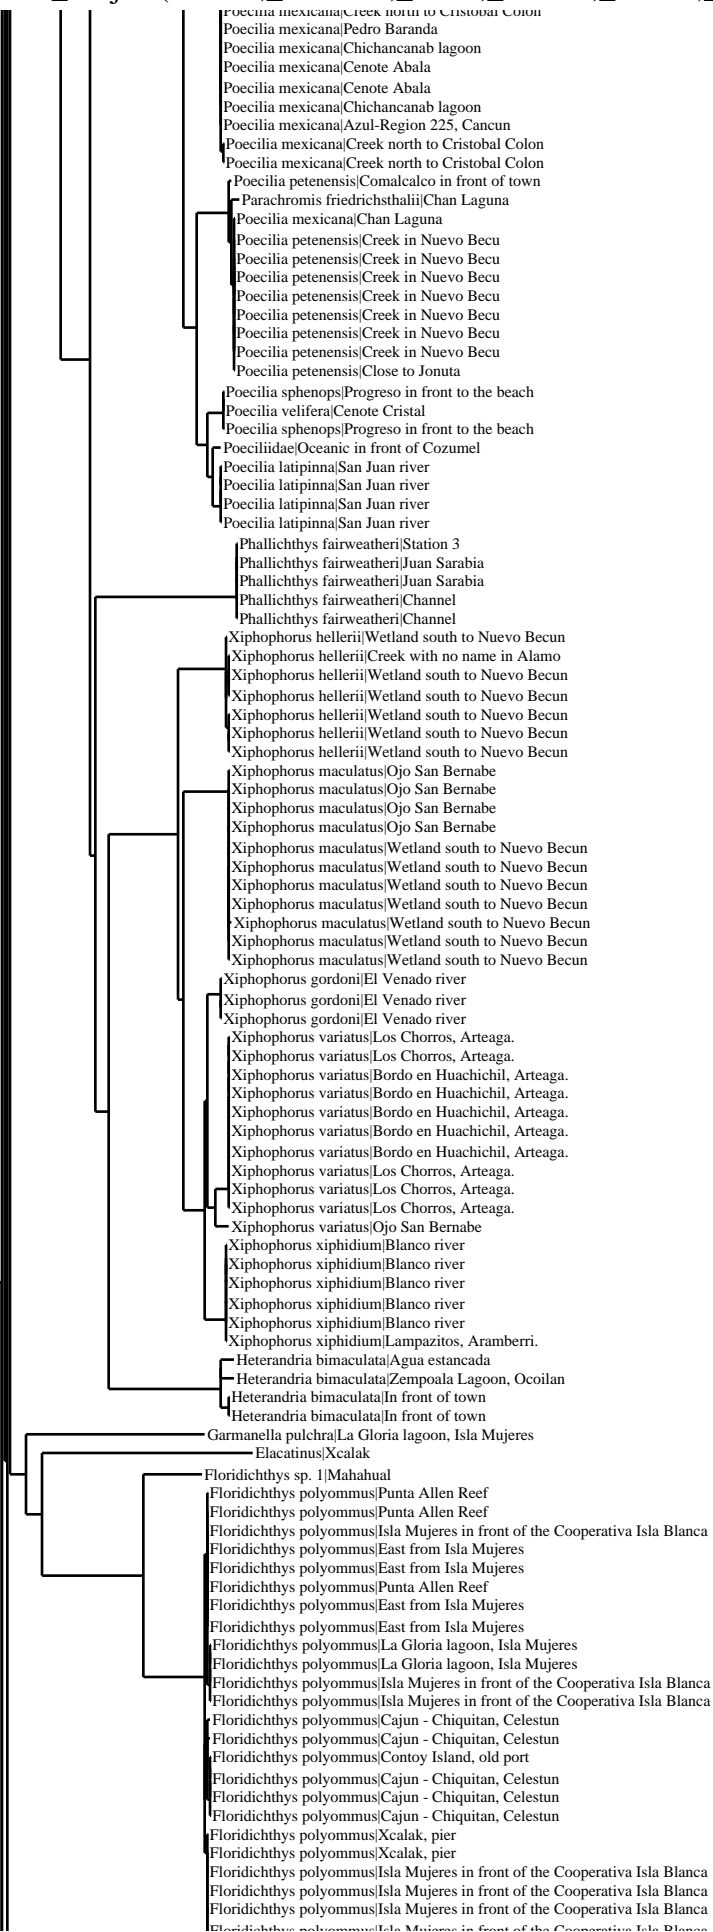 Poecilia mexicana|Creek north to Cristobal Colon
Poecilia mexicana|Pedro Baranda
Poecilia mexicana|Chichancanab lagoon
Poecilia mexicana|Cenote Abala
Poecilia mexicana|Cenote Abala
Poecilia mexicana|Chichancanab lagoon
Poecilia mexicana|Azul-Region 225, Cancun
Poecilia mexicana|Creek north to Cristobal Colon
Poecilia mexicana|Creek north to Cristobal Colon
Poecilia petenensis|Comalcalco in front of town
Parachromis friedrichsthalii|Chan Laguna
Poecilia mexicana|Chan Laguna
Poecilia petenensis|Creek in Nuevo Becu
Poecilia petenensis|Creek in Nuevo Becu
Poecilia petenensis|Creek in Nuevo Becu
Poecilia petenensis|Creek in Nuevo Becu
Poecilia petenensis|Creek in Nuevo Becu
Poecilia petenensis|Creek in Nuevo Becu
Poecilia petenensis|Creek in Nuevo Becu
Poecilia petenensis|Close to Jonuta
Poecilia sphenops|Progreso in front to the beach
Poecilia velifera|Cenote Cristal
Poecilia sphenops|Progreso in front to the beach
Poeciliidae|Oceanic in front of Cozumel
Poecilia latipinna|San Juan river
Poecilia latipinna|San Juan river
Poecilia latipinna|San Juan river
Poecilia latipinna|San Juan river
Phallichthys fairweatheri|Station 3
Phallichthys fairweatheri|Juan Sarabia
Phallichthys fairweatheri|Juan Sarabia
Phallichthys fairweatheri|Channel
Phallichthys fairweatheri|Channel
Xiphophorus hellerii|Wetland south to Nuevo Becun
Xiphophorus hellerii|Creek with no name in Alamo
Xiphophorus hellerii|Wetland south to Nuevo Becun
Xiphophorus hellerii|Wetland south to Nuevo Becun
Xiphophorus hellerii|Wetland south to Nuevo Becun
Xiphophorus hellerii|Wetland south to Nuevo Becun
Xiphophorus hellerii|Wetland south to Nuevo Becun
Xiphophorus maculatus|Ojo San Bernabe
Xiphophorus maculatus|Ojo San Bernabe
Xiphophorus maculatus|Ojo San Bernabe
Xiphophorus maculatus|Ojo San Bernabe
Xiphophorus maculatus|Wetland south to Nuevo Becun
Xiphophorus maculatus|Wetland south to Nuevo Becun
Xiphophorus maculatus|Wetland south to Nuevo Becun
Xiphophorus maculatus|Wetland south to Nuevo Becun
Xiphophorus maculatus|Wetland south to Nuevo Becun
Xiphophorus maculatus|Wetland south to Nuevo Becun
Xiphophorus maculatus|Wetland south to Nuevo Becun
Xiphophorus gordoni|El Venado river
Xiphophorus gordoni|El Venado river
Xiphophorus gordoni|El Venado river
Xiphophorus variatus|Los Chorros, Arteaga.
Xiphophorus variatus|Los Chorros, Arteaga.
Xiphophorus variatus|Bordo en Huachichil, Arteaga.
Xiphophorus variatus|Bordo en Huachichil, Arteaga.
Xiphophorus variatus|Bordo en Huachichil, Arteaga.
Xiphophorus variatus|Bordo en Huachichil, Arteaga.
Xiphophorus variatus|Bordo en Huachichil, Arteaga.
Xiphophorus variatus|Los Chorros, Arteaga.
Xiphophorus variatus|Los Chorros, Arteaga.
Xiphophorus variatus|Los Chorros, Arteaga.
Xiphophorus variatus|Ojo San Bernabe
Xiphophorus xiphidium|Blanco river
Xiphophorus xiphidium|Blanco river
Xiphophorus xiphidium|Blanco river
Xiphophorus xiphidium|Blanco river
Xiphophorus xiphidium|Blanco river
Xiphophorus xiphidium|Lampazitos, Aramberri.
Heterandria bimaculata|Agua estancada
Heterandria bimaculata|Zempoala Lagoon, Ocoilan
Heterandria bimaculata|In front of town
Heterandria bimaculata|In front of town
Garmanella pulchra|La Gloria lagoon, Isla Mujeres
Elacatinus|Xcalak
Floridichthys sp. 1|Mahahual
Floridichthys polyommus|Punta Allen Reef
Floridichthys polyommus|Punta Allen Reef
Floridichthys polyommus|Isla Mujeres in front of the Cooperativa Isla Blanca
Floridichthys polyommus|East from Isla Mujeres
Floridichthys polyommus|East from Isla Mujeres
Floridichthys polyommus|Punta Allen Reef
Floridichthys polyommus|East from Isla Mujeres
Floridichthys polyommus|East from Isla Mujeres
Floridichthys polyommus|La Gloria lagoon, Isla Mujeres
Floridichthys polyommus|La Gloria lagoon, Isla Mujeres
Floridichthys polyommus|Isla Mujeres in front of the Cooperativa Isla Blanca
Floridichthys polyommus|Isla Mujeres in front of the Cooperativa Isla Blanca
Floridichthys polyommus|Cajun - Chiquitan, Celestun
Floridichthys polyommus|Cajun - Chiquitan, Celestun
Floridichthys polyommus|Contoy Island, old port
Floridichthys polyommus|Cajun - Chiquitan, Celestun
Floridichthys polyommus|Cajun - Chiquitan, Celestun
Floridichthys polyommus|Cajun - Chiquitan, Celestun
Floridichthys polyommus|Xcalak, pier
Floridichthys polyommus|Xcalak, pier
Floridichthys polyommus|Isla Mujeres in front of the Cooperativa Isla Blanca
Floridichthys polyommus|Isla Mujeres in front of the Cooperativa Isla Blanca
Floridichthys polyommus|Isla Mujeres in front of the Cooperativa Isla Blanca
Floridichthys polyommus|Isla Mujeres in front of the Cooperativa Isla Blanca